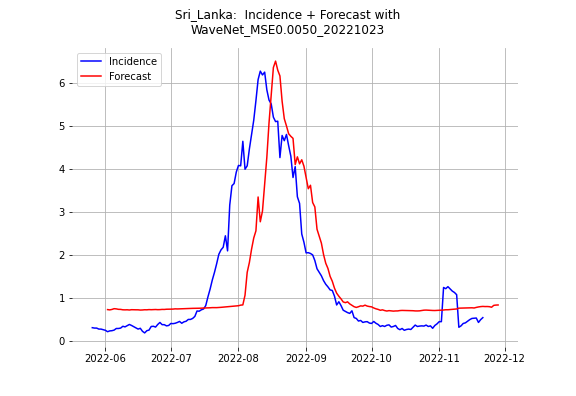 Sri_Lanka:  Incidence + Forecast with
WaveNet_MSE0.0050_20221023
Incidence
Forecast
6
5
4
3
2
1
0
2022-06 2022-07 2022-08 2022-09 2022-10 2022-11 2022-12